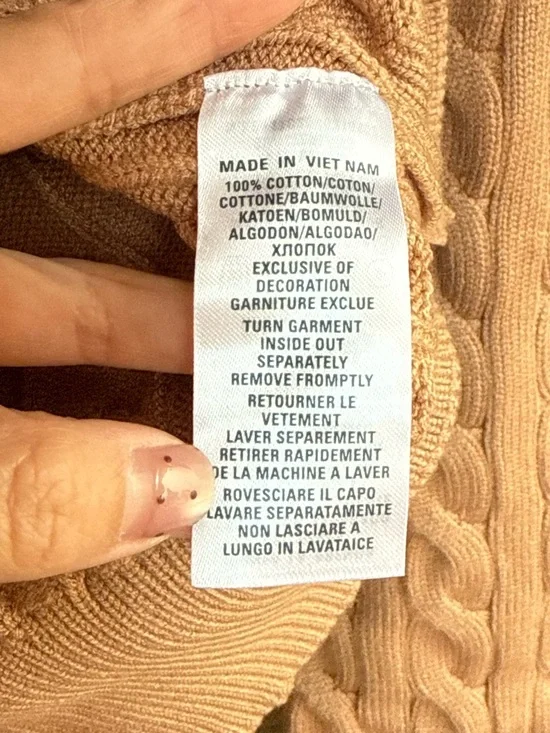 MADE IN VIET NAM
100% COTTON/COTON/
COTTONE/BAUMWOLLE/
KATOEN/BOMULD/
ALGODON/ALGODAO/
ХЛОПОК
EXCLUSIVE OF
DECORATION
GARNITURE EXCLUE
TURN GARMENT
INSIDE OUT
SEPARATELY
REMOVE FROMPTLY
RETOURNER LE
VETEMENT
LAVER SEPAREMENT
RETIRER RAPIDEMENT
DE LA MACHINE A LAVER
ROVESCIARE IL CAPO
LAVARE SEPARATAMENTE
NON LASCIARE A
LUNGO IN LAVATAICE